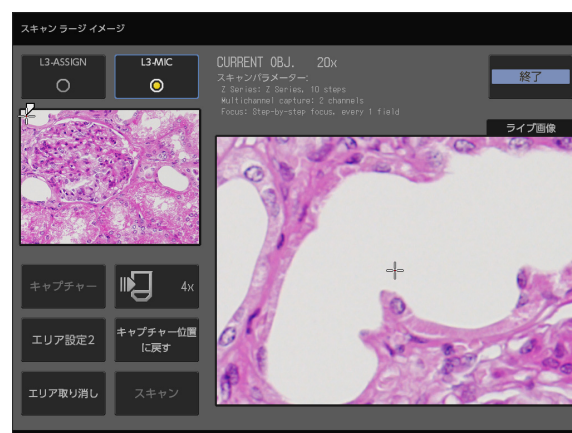 スキャン ラージ イメージ
L3-ASSIGN
L3-MIC
CURRENT OBJ. 20x
スキャンパラメーター:
Z Series: Z Series, 10 steps
Multichannel capture: 2 channels
Focus: Step-by-step focus, every 1 field
終了
ライブ画像
キャプチャー
4x
エリア設定2
キャプチャー位置
に戻す
エリア取り消し
スキャン